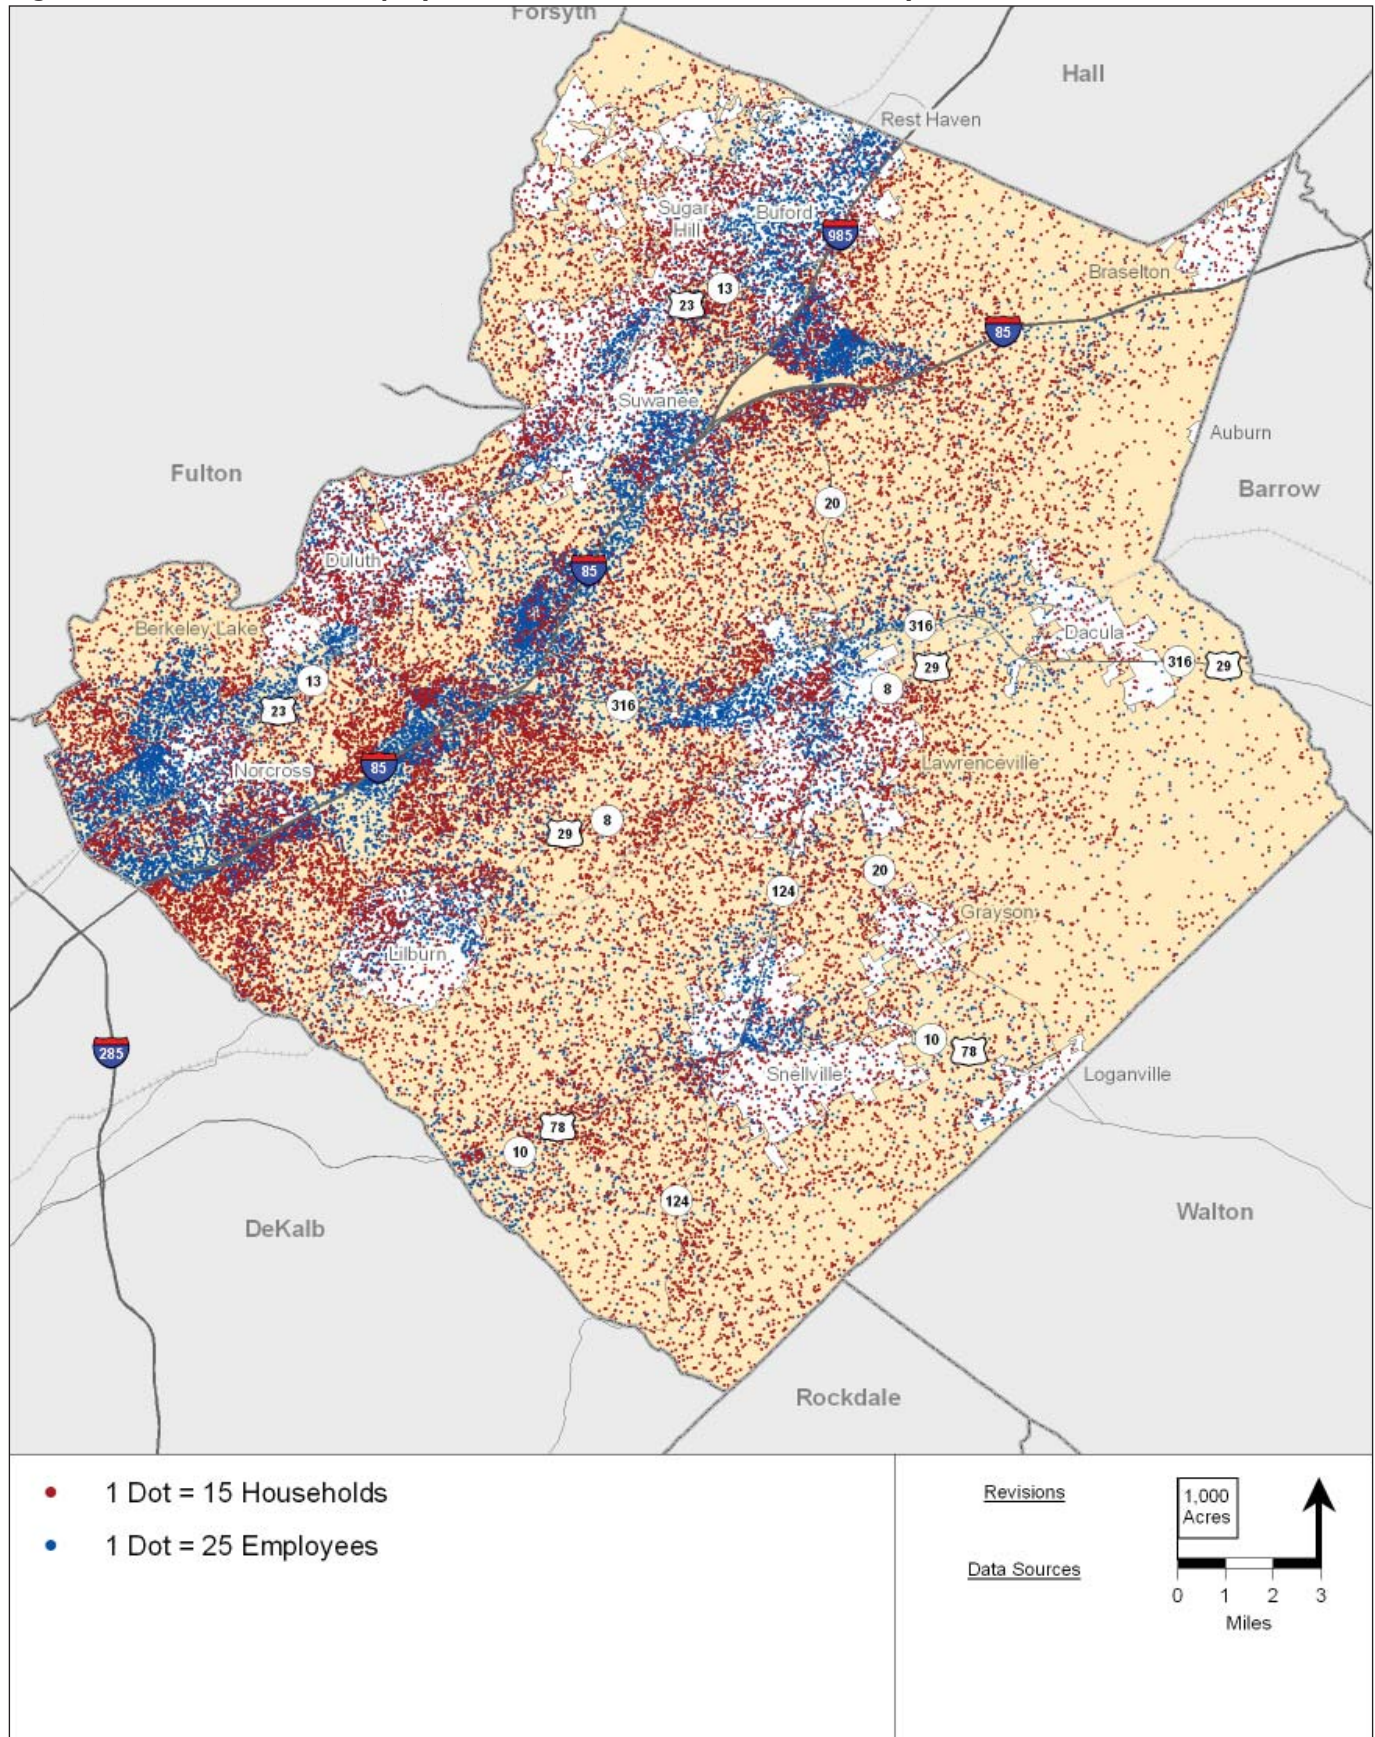 Forsyth
Hall
Rest Haven
Sugar
Hill
Buford
985
13
23
Braselton
85
Suwanee
Auburn
Fulton
Barrow
20
Duluth
85
Berkeley Lake
316
Dacula
29
316
29
13
8
23
316
Norcross
85
Lawrenceville
29
8
124
20
Grayson
Lilburn
285
10
78
Snellville
Loganville
78
10
124
Walton
DeKalb
Rockdale
1 Dot = 15 Households
1 Dot = 25 Employees
Revisions
Data Sources
1,000
Acres
0 1 2 3
Miles